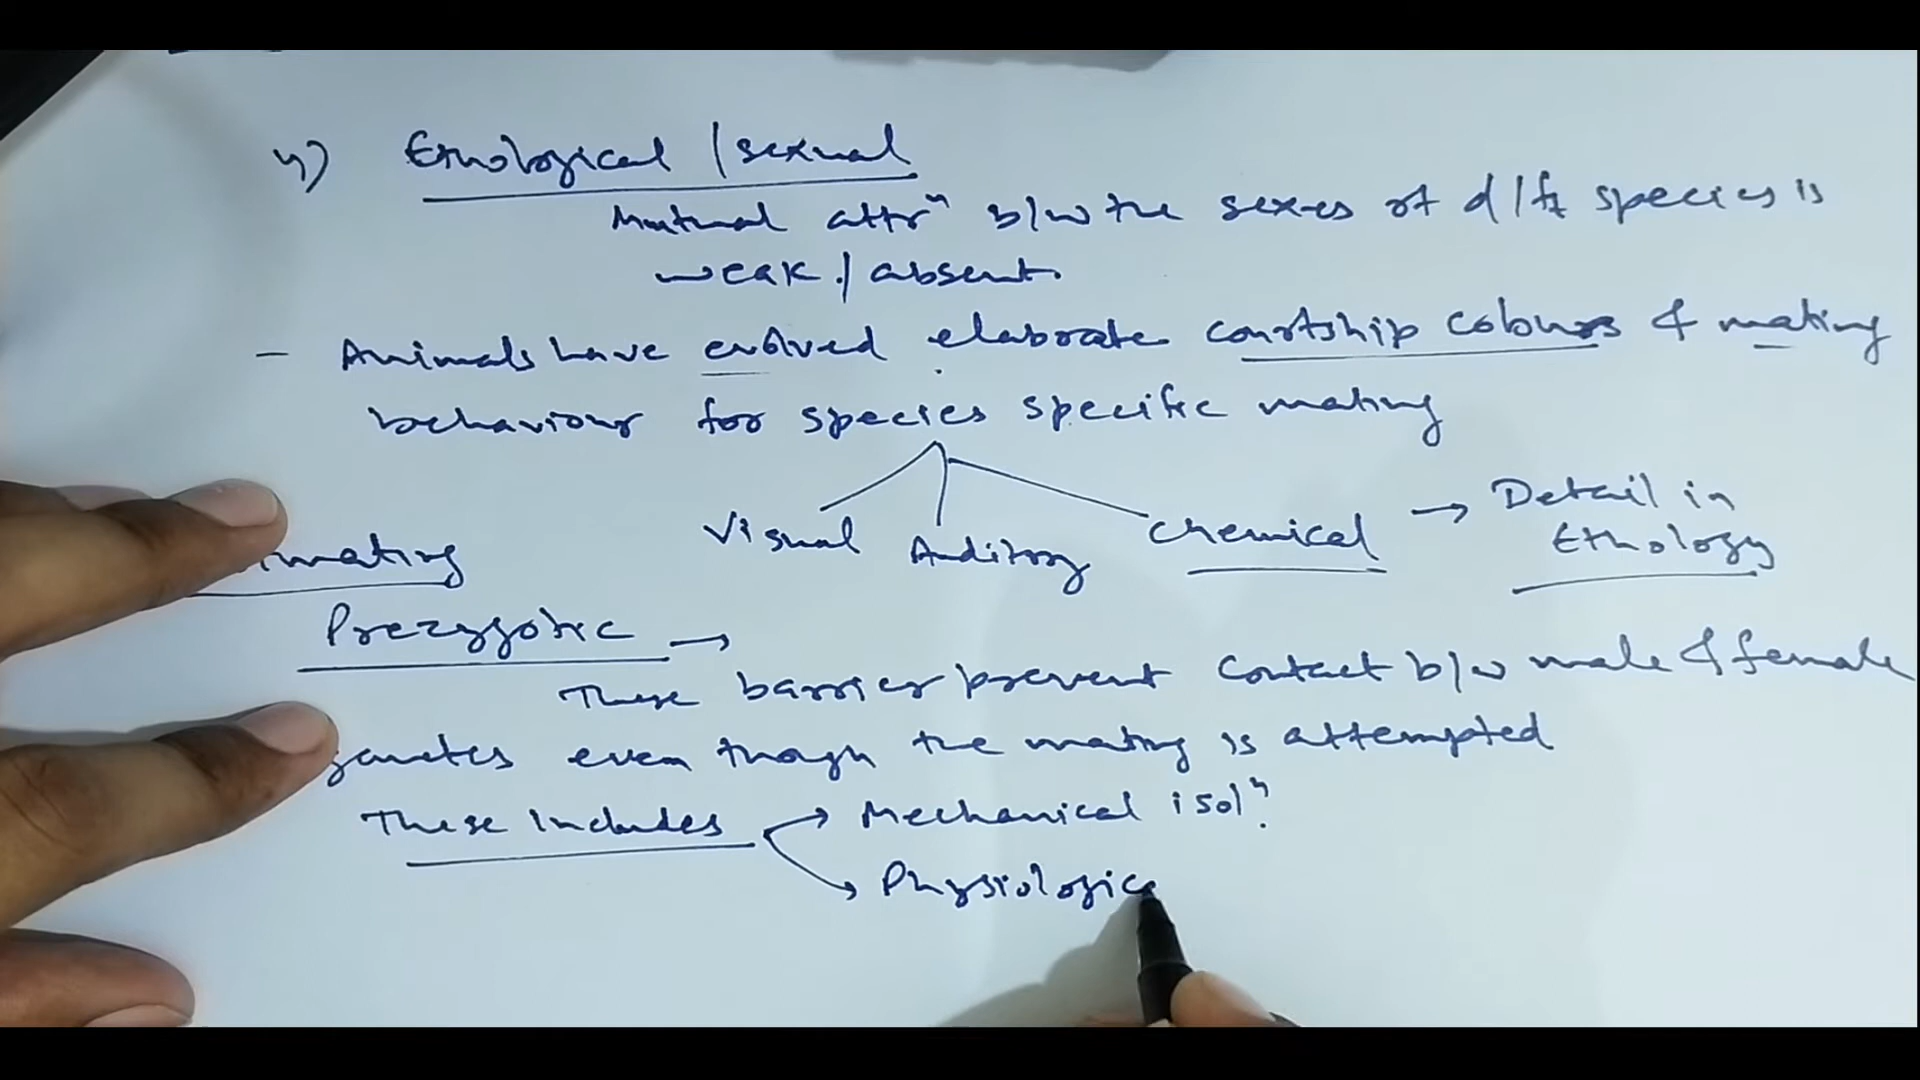 4) Ethological / sexual
Mutual attrⁿ b/w the sexes of d/ft species is
weak / absent.
- Animals have evolved elaborate courtship colours & mating
behaviour for species specific mating
Visual Auditory Chemical → Detail in
Ethology
mating
Prezygotic →
These barrier prevent contact b/w male & female
gametes even though the mating is attempted
These includes → Mechanical isolⁿ.
→ Physiologic